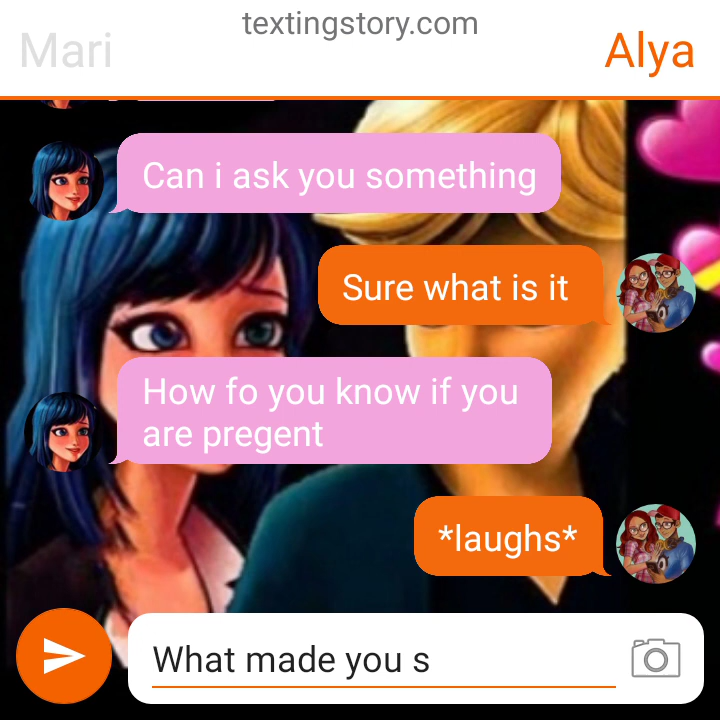 textingstory.com
Mari
Alya
Can i ask you something
Sure what is it
How fo you know if you
are pregent
*laughs*
What made you s